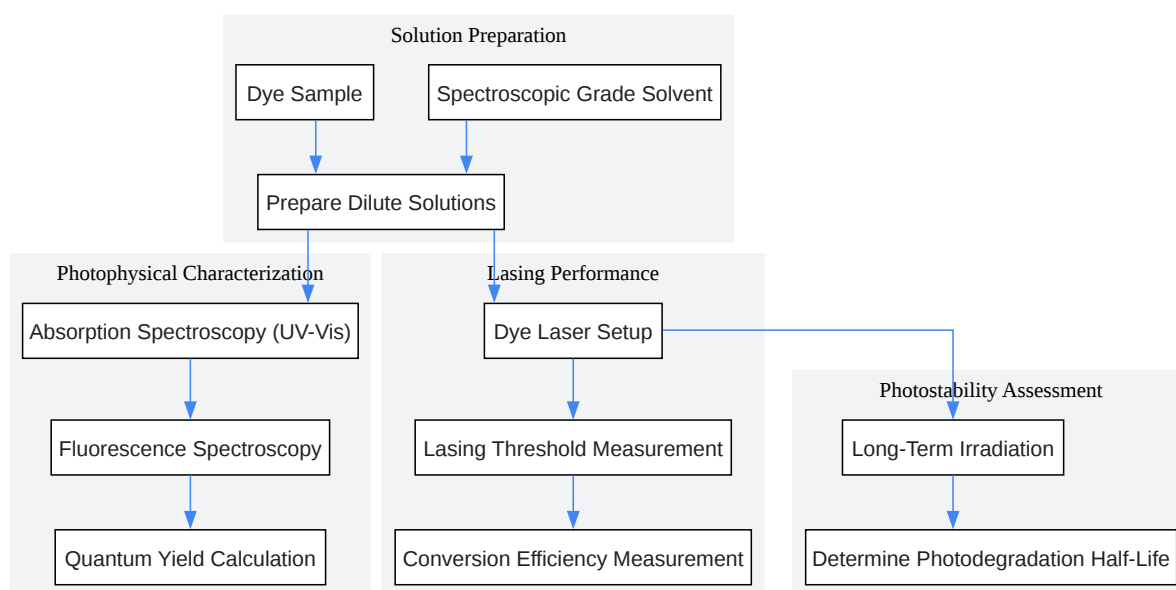 Solution Preparation
Dye Sample
Spectroscopic Grade Solvent
Prepare Dilute Solutions
Photophysical Characterization
Absorption Spectroscopy (UV-Vis)
Fluorescence Spectroscopy
Quantum Yield Calculation
Lasing Performance
Dye Laser Setup
Lasing Threshold Measurement
Conversion Efficiency Measurement
Photostability Assessment
Long-Term Irradiation
Determine Photodegradation Half-Life